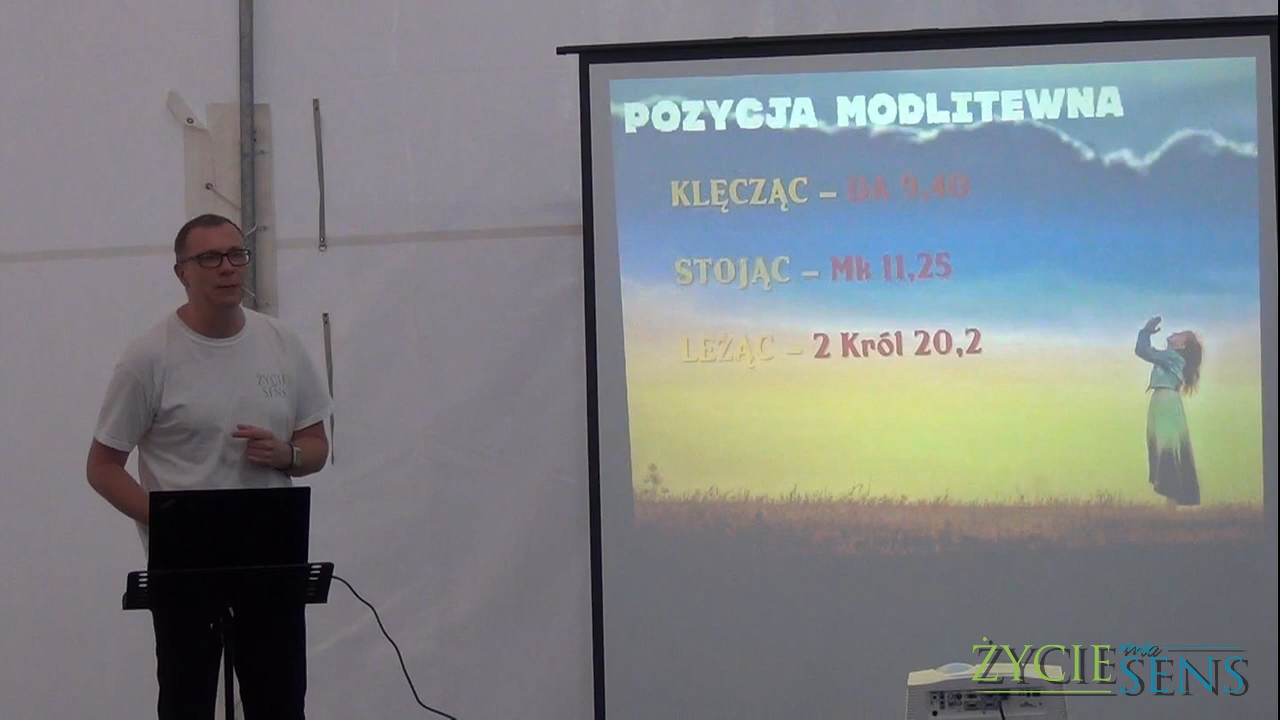 POZYCJA MODLITEWNA
KLĘCZĄC – DA 9,40
STOJĄC – Mk 11,25
LEŻĄC – 2 Król 20,2
ŻYCIE
SENS
ŻYCIE ma
SENS